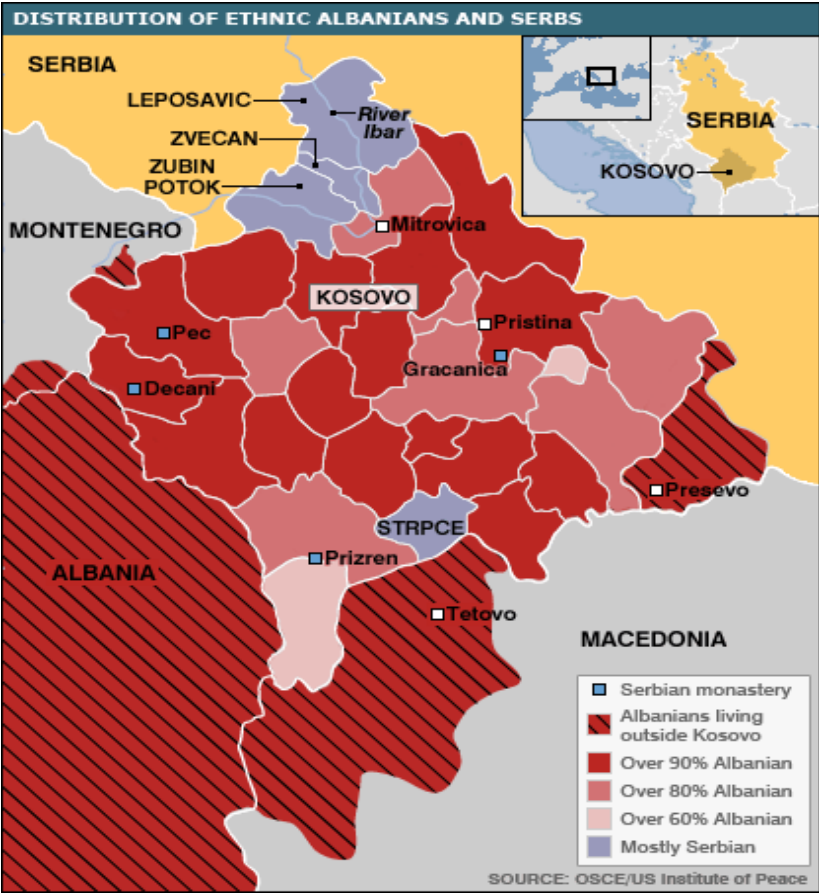 DISTRIBUTION OF ETHNIC ALBANIANS AND SERBS
SERBIA
LEPOSAVIC
River
Ibar
ZVECAN
ZUBIN
POTOK
SERBIA
KOSOVO
MONTENEGRO
Mitrovica
KOSOVO
Pec
Pristina
Gracanica
Decani
Presevo
STRPCE
Prizren
ALBANIA
Tetovo
MACEDONIA
Serbian monastery
Albanians living
outside Kosovo
Over 90% Albanian
Over 80% Albanian
Over 60% Albanian
Mostly Serbian
SOURCE: OSCE/US Institute of Peace